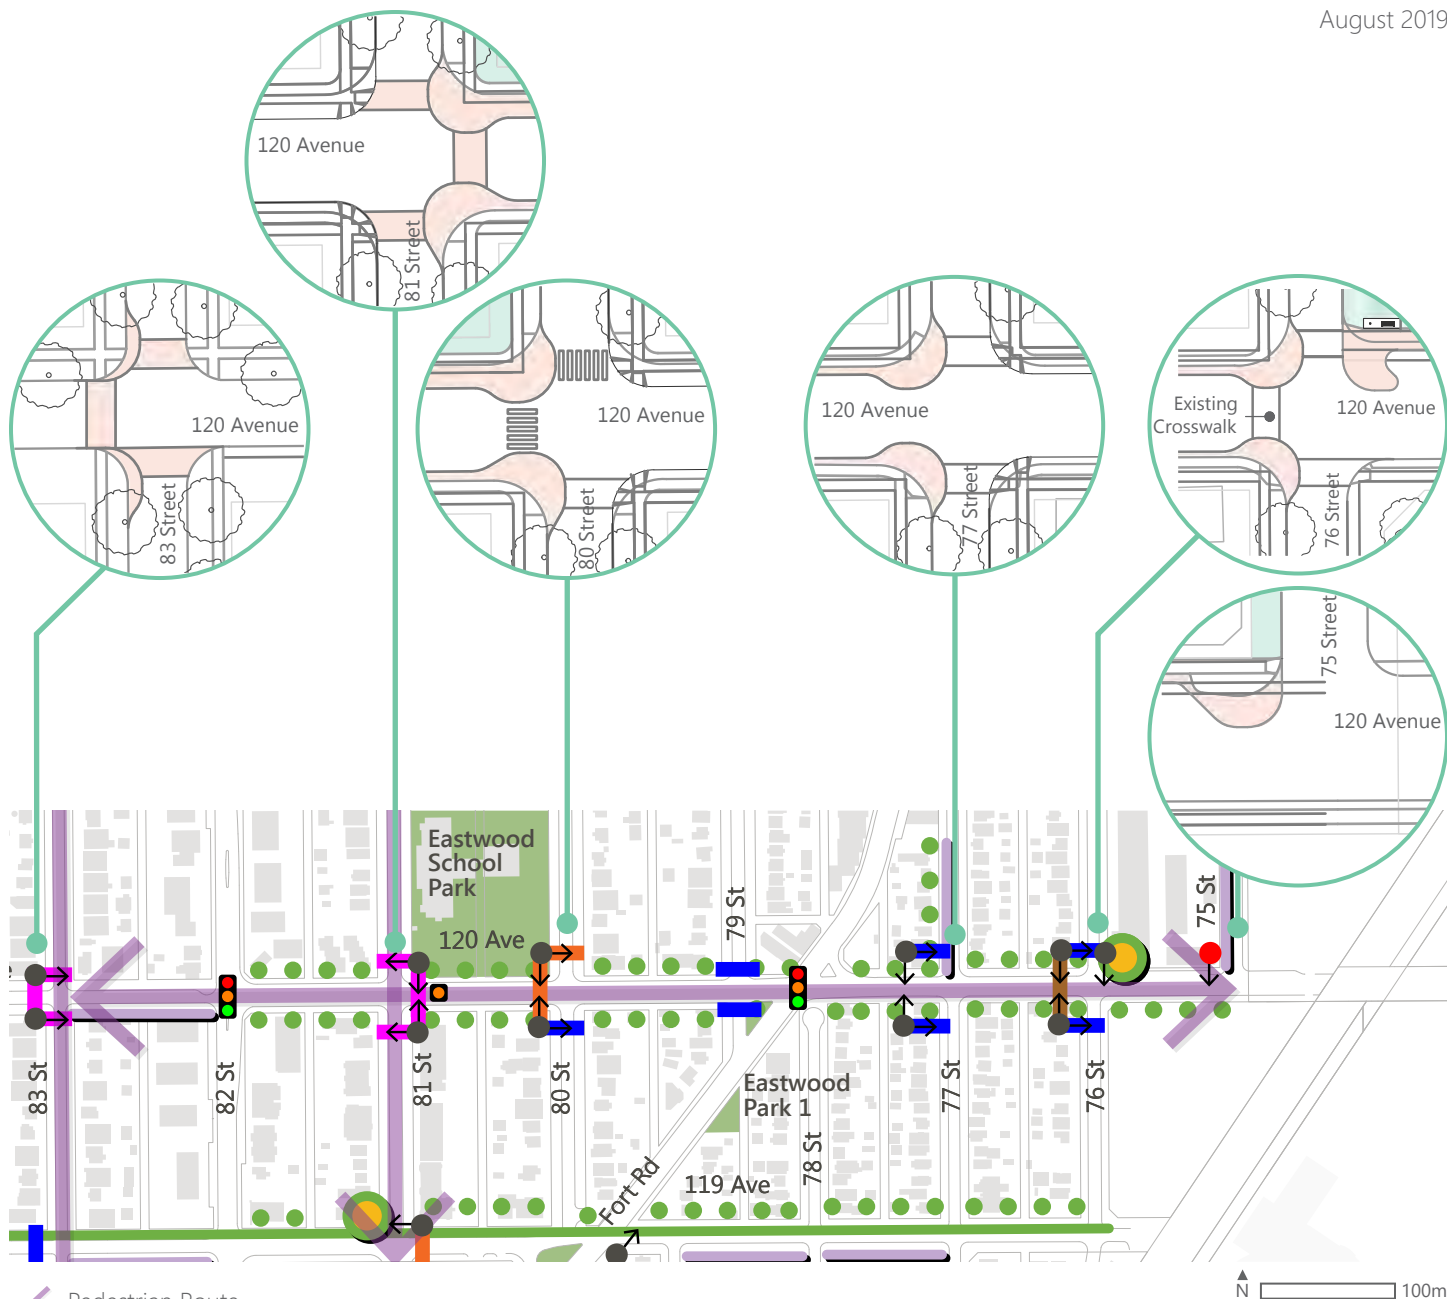 August 2019
120 Avenue
81 Street
120 Avenue
83 Street
120 Avenue
80 Street
120 Avenue
77 Street
Existing
Crosswalk
120 Avenue
76 Street
75 Street
120 Avenue
Eastwood
School
Park
120 Ave
79 St
75 St
83 St
82 St
81 St
80 St
77 St
76 St
Eastwood
Park 1
78 St
119 Ave
Fort Rd
Pedestrian Route
N
100m